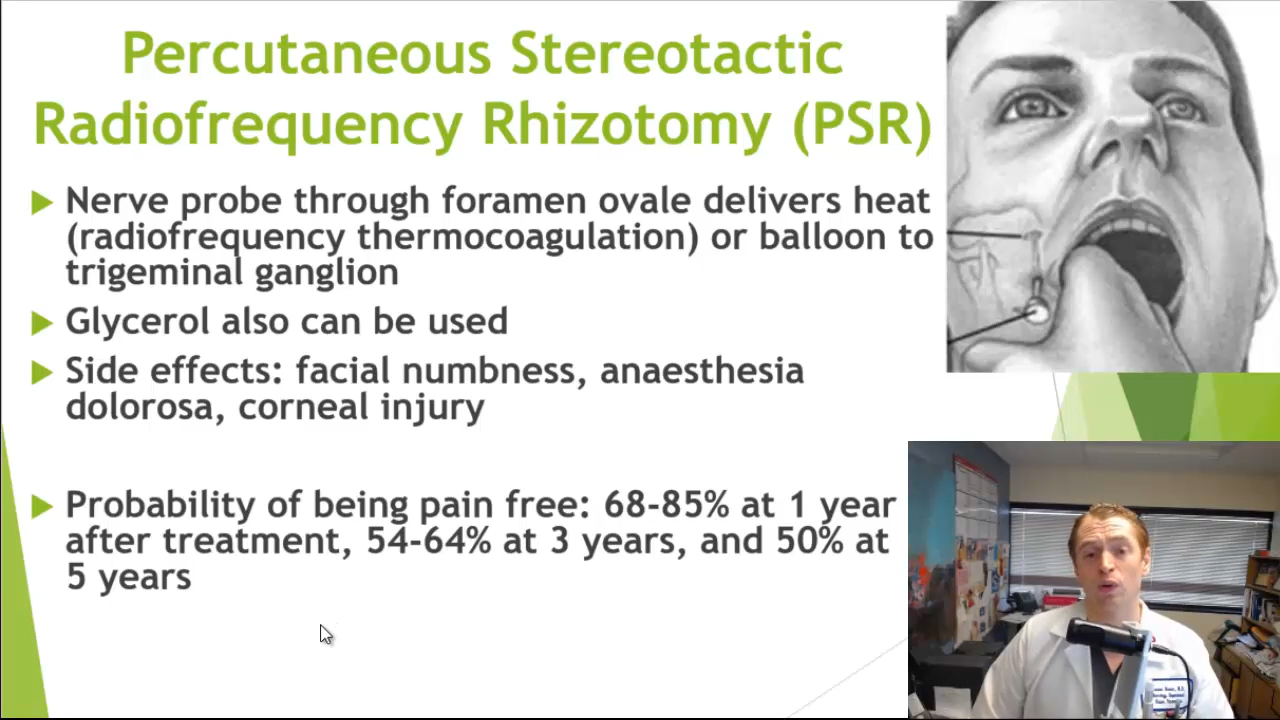 Percutaneous Stereotactic
Radiofrequency Rhizotomy (PSR)
Nerve probe through foramen ovale delivers heat
(radiofrequency thermocoagulation) or balloon to
trigeminal ganglion
Glycerol also can be used
Side effects: facial numbness, anaesthesia
dolorosa, corneal injury
Probability of being pain free: 68-85% at 1 year
after treatment, 54-64% at 3 years, and 50% at
5 years